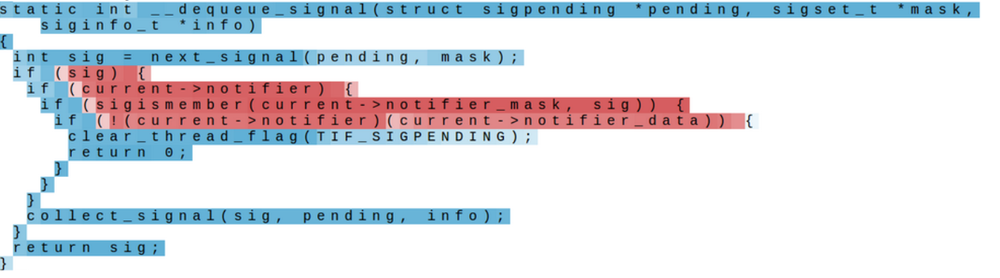 static int __dequeue_signal(struct sigpending *pending, sigset_t *mask,
siginfo_t *info)
{
int sig = next_signal(pending, mask);
if (sig) {
if (current->notifier) {
if (sigismember(current->notifier_mask, sig)) {
if (!(current->notifier)(current->notifier_data)) {
clear_thread_flag(TIF_SIGPENDING);
return 0;
}
}
}
collect_signal(sig, pending, info);
}
return sig;
}